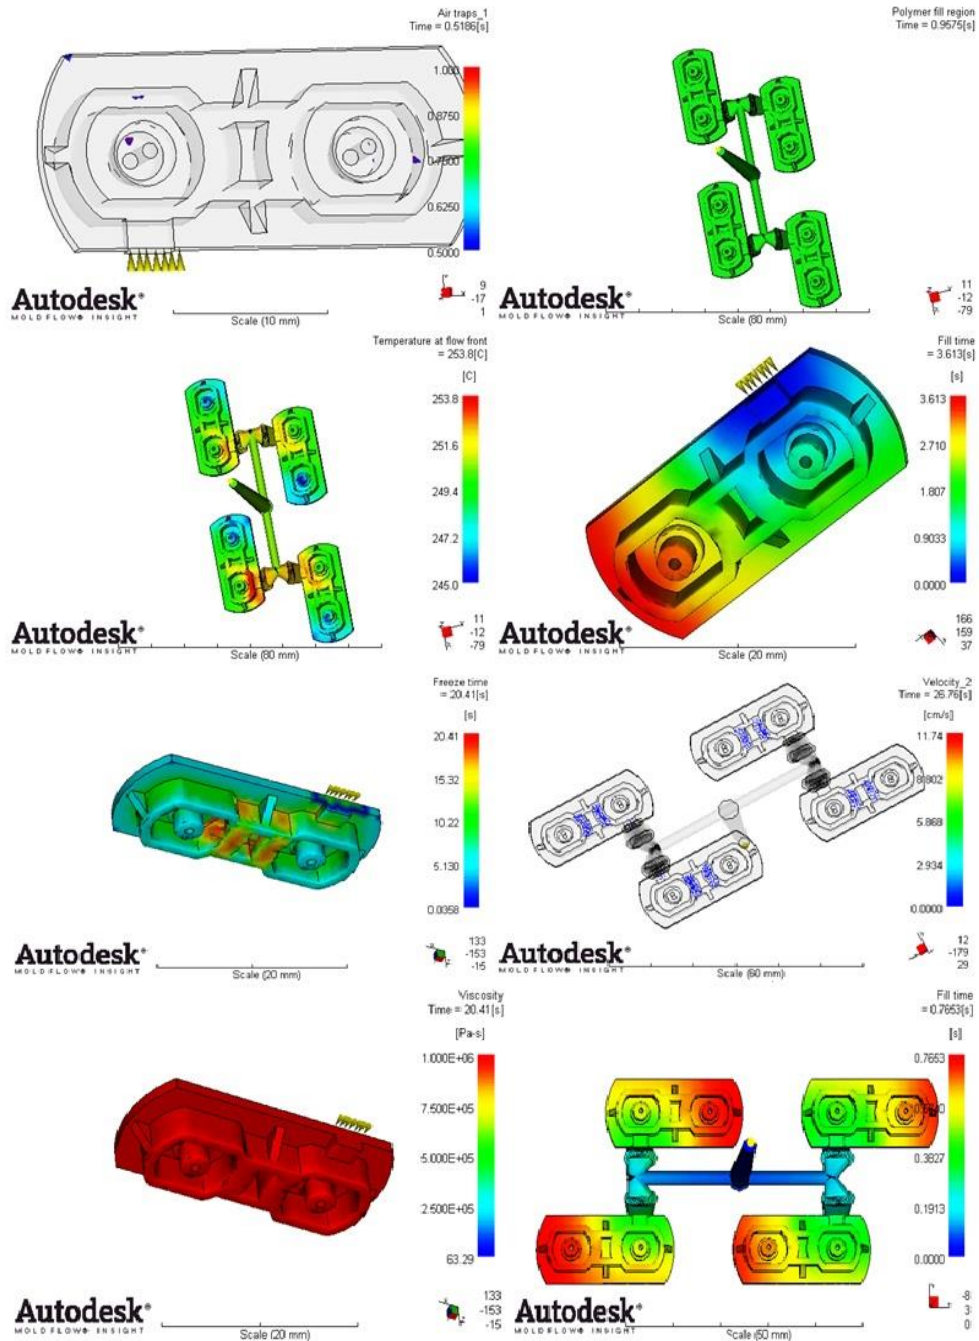 Air traps_1
Time = 0.5186[s]
1.000
0.8750
0.7500
0.6250
0.5000
9
-17
1
Autodesk®
MOLDFLOW® INSIGHT
Scale (10 mm)
Polymer fill region
Time = 0.9575[s]
11
-12
-79
Autodesk®
MOLDFLOW® INSIGHT
Scale (80 mm)
Temperature at flow front
= 253.8[C]
[C]
253.8
251.6
249.4
247.2
245.0
11
-12
-79
Autodesk®
MOLDFLOW® INSIGHT
Scale (80 mm)
Fill time
= 3.613[s]
[s]
3.613
2.710
1.807
0.9033
0.0000
166
159
37
Autodesk®
MOLDFLOW® INSIGHT
Scale (20 mm)
Freeze time
= 20.41[s]
[s]
20.41
15.32
10.22
5.130
0.0358
133
-153
-15
Autodesk®
MOLDFLOW® INSIGHT
Scale (20 mm)
Velocity_2
Time = 26.76[s]
[cm/s]
11.74
8.802
5.868
2.934
0.0000
12
-179
29
Autodesk®
MOLDFLOW® INSIGHT
Scale (60 mm)
Viscosity
Time = 20.41[s]
[Pa-s]
1.000E+06
7.500E+05
5.000E+05
2.500E+05
63.29
133
-153
-15
Autodesk®
MOLDFLOW® INSIGHT
Scale (20 mm)
Fill time
= 0.7653[s]
[s]
0.7653
0.3827
0.1913
0.0000
-8
3
0
Autodesk®
MOLDFLOW® INSIGHT
Scale (50 mm)